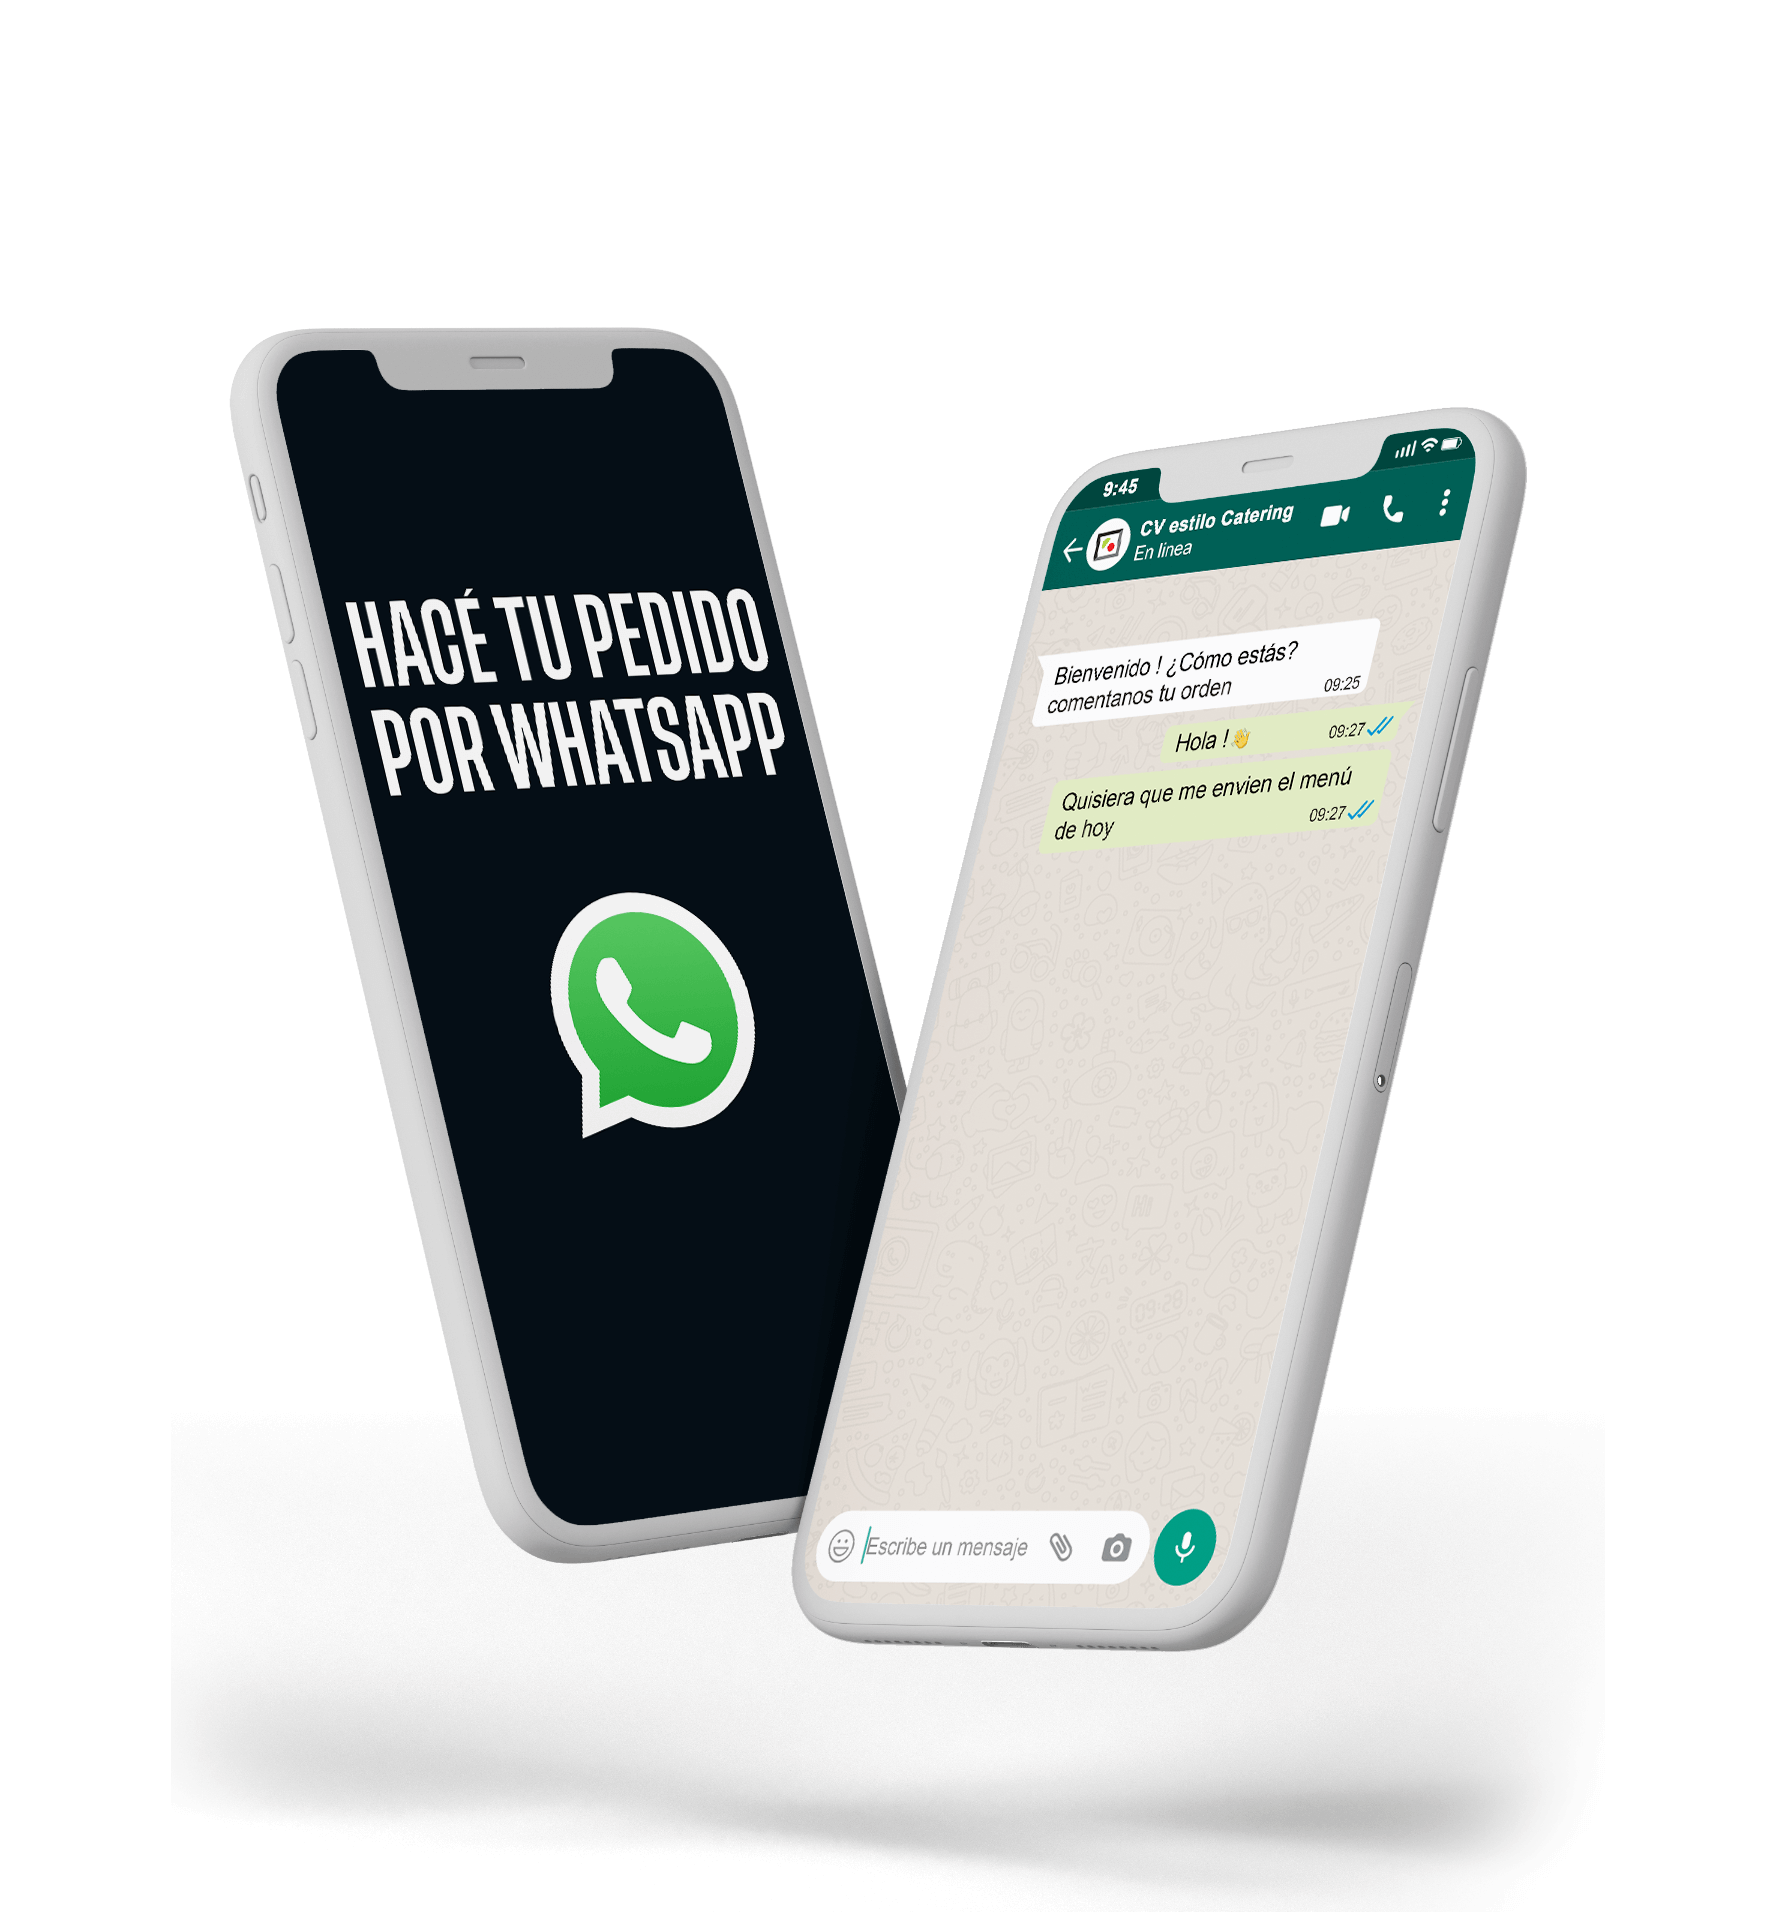 HACÉ TU PEDIDO
POR WHATSAPP
9:45
CV estilo Catering
En linea
Bienvenido ! ¿Cómo estás?
comentanos tu orden
09:25
Hola ! 👋
09:27
Quisiera que me envien el menú
de hoy
09:27
Escribe un mensaje